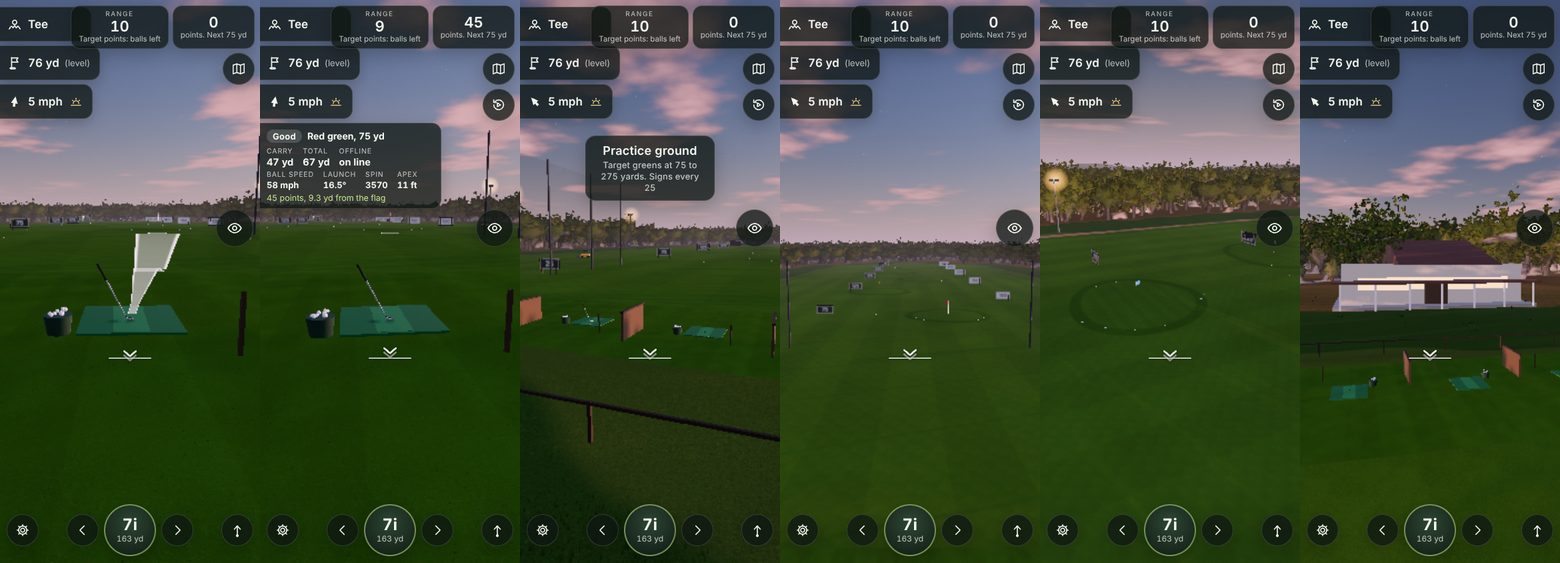 Tee
RANGE
10
Target points: balls left
0
points. Next 75 yd
76 yd (level)
5 mph
7i
163 yd
Tee
RANGE
9
Target points: balls left
45
points. Next 75 yd
76 yd (level)
5 mph
Good Red green, 75 yd
CARRY TOTAL OFFLINE
47 yd 67 yd on line
BALL SPEED LAUNCH SPIN APEX
58 mph 16.5° 3570 11 ft
45 points, 9.3 yd from the flag
7i
163 yd
Tee
RANGE
10
Target points: balls left
0
points. Next 75 yd
76 yd (level)
5 mph
Practice ground
Target greens at 75 to
275 yards. Signs every
25
7i
163 yd
Tee
RANGE
10
Target points: balls left
0
points. Next 75 yd
76 yd (level)
5 mph
7i
163 yd
Tee
RANGE
10
Target points: balls left
0
points. Next 75 yd
76 yd (level)
5 mph
7i
163 yd
Tee
RANGE
10
Target points: balls left
0
points. Next 75 yd
76 yd (level)
5 mph
7i
163 yd